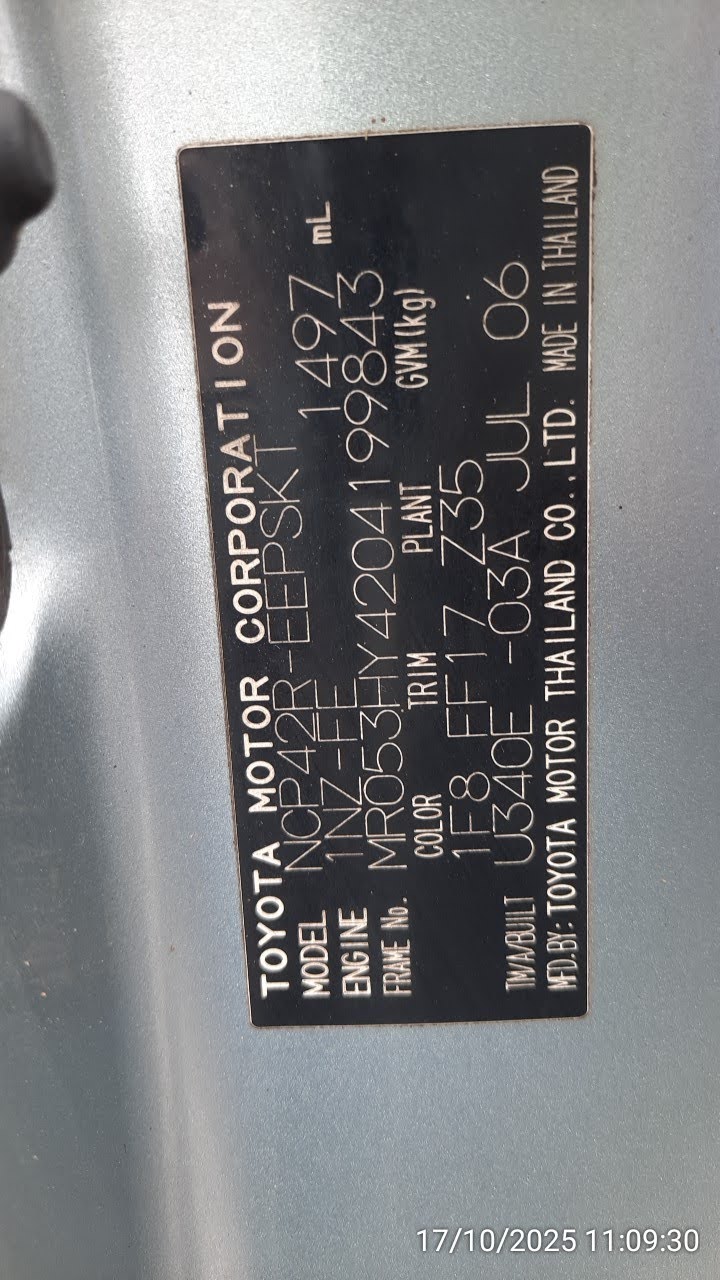 TOYOTA MOTOR CORPORATION
MODEL NCP42R-EEPSKT
ENGINE 1NZ-FE 1497 mL
FRAME No. MR053HY4204199843
COLOR TRIM PLANT GVM(kg)
1F8 FF17 Z35
T/M/A/BUILT U340E -03A JUL 06
MFD.BY: TOYOTA MOTOR THAILAND CO.,LTD. MADE IN THAILAND
17/10/2025 11:09:30